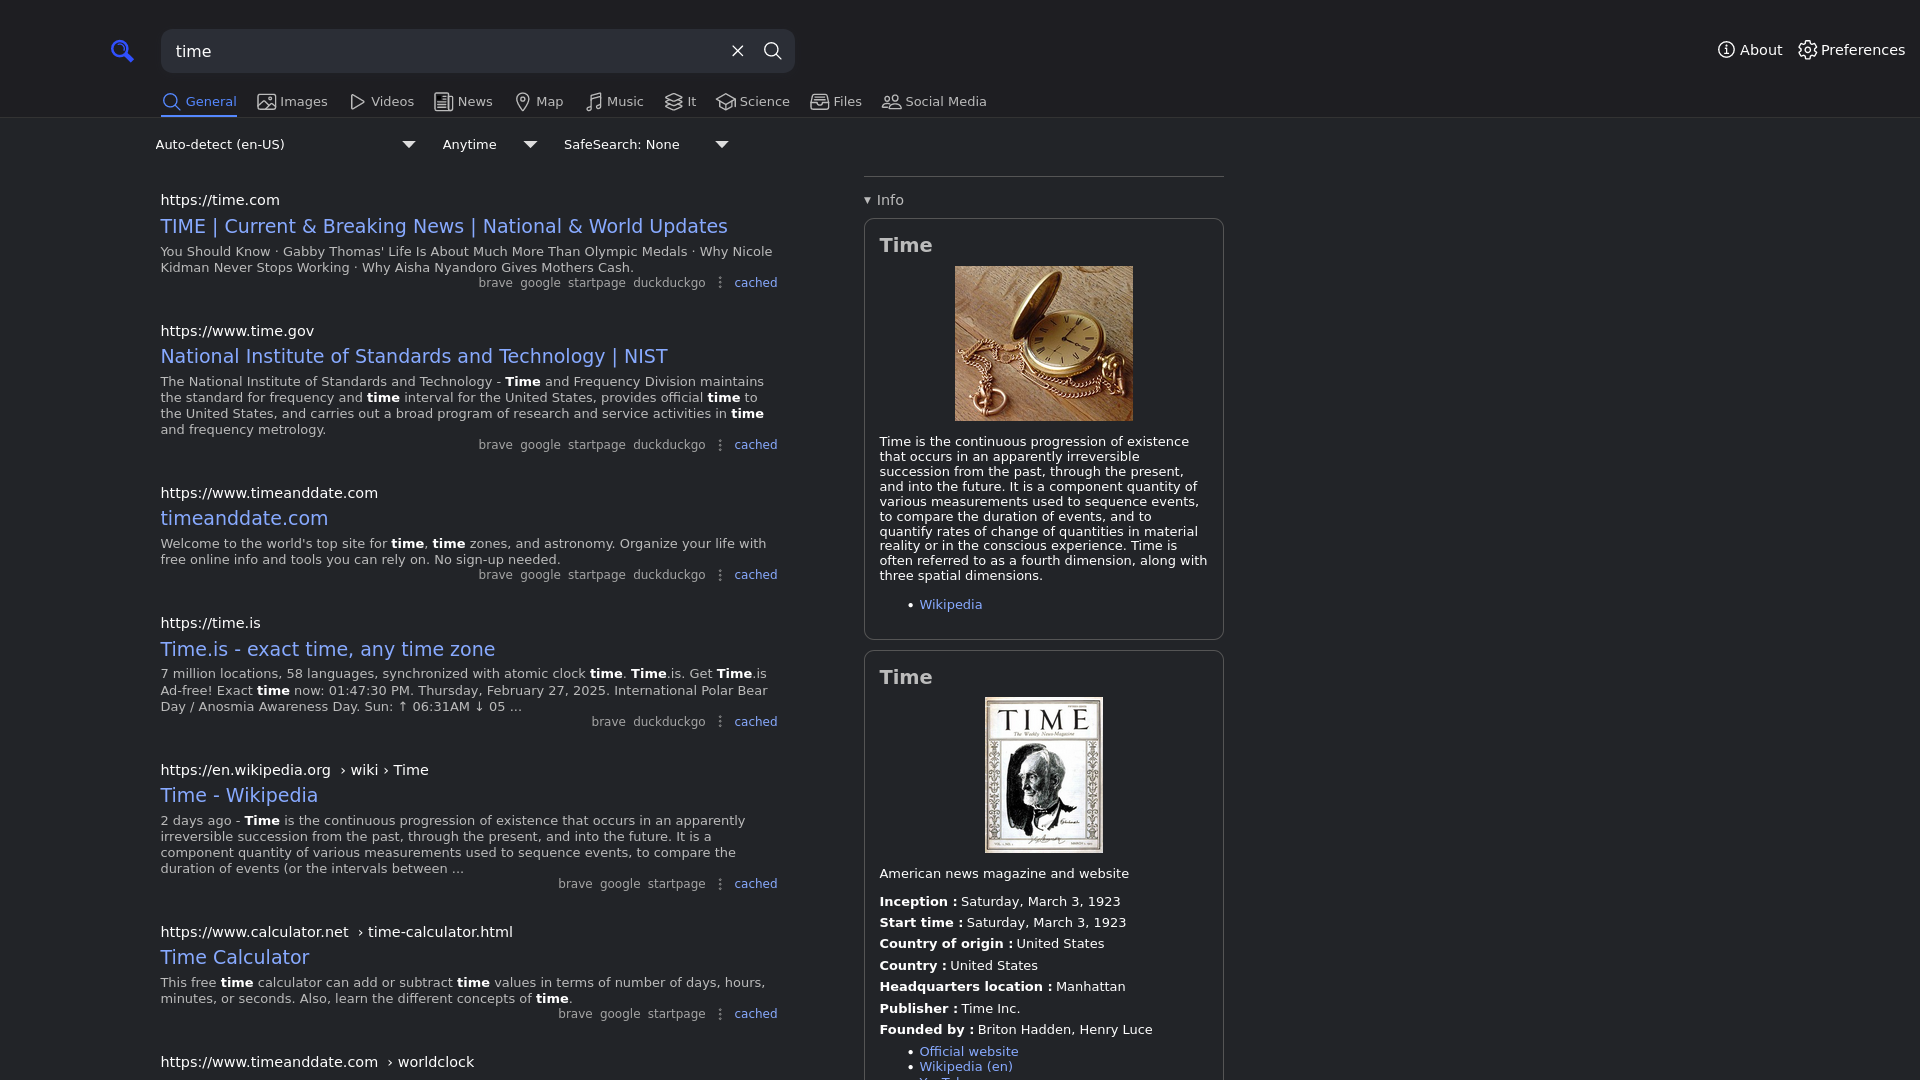 time
About
Preferences
General
Images
Videos
News
Map
Music
It
Science
Files
Social Media
Auto-detect (en-US)
Anytime
SafeSearch: None
https://time.com
TIME | Current & Breaking News | National & World Updates
You Should Know · Gabby Thomas' Life Is About Much More Than Olympic Medals · Why Nicole
Kidman Never Stops Working · Why Aisha Nyandoro Gives Mothers Cash.
brave google startpage duckduckgo ⋮ cached
https://www.time.gov
National Institute of Standards and Technology | NIST
The National Institute of Standards and Technology - Time and Frequency Division maintains
the standard for frequency and time interval for the United States, provides official time to
the United States, and carries out a broad program of research and service activities in time
and frequency metrology.
brave google startpage duckduckgo ⋮ cached
https://www.timeanddate.com
timeanddate.com
Welcome to the world's top site for time, time zones, and astronomy. Organize your life with
free online info and tools you can rely on. No sign-up needed.
brave google startpage duckduckgo ⋮ cached
https://time.is
Time.is - exact time, any time zone
7 million locations, 58 languages, synchronized with atomic clock time. Time.is. Get Time.is
Ad-free! Exact time now: 01:47:30 PM. Thursday, February 27, 2025. International Polar Bear
Day / Anosmia Awareness Day. Sun: ↑ 06:31AM ↓ 05 ...
brave duckduckgo ⋮ cached
https://en.wikipedia.org › wiki › Time
Time - Wikipedia
2 days ago - Time is the continuous progression of existence that occurs in an apparently
irreversible succession from the past, through the present, and into the future. It is a
component quantity of various measurements used to sequence events, to compare the
duration of events (or the intervals between ...
brave google startpage ⋮ cached
https://www.calculator.net › time-calculator.html
Time Calculator
This free time calculator can add or subtract time values in terms of number of days, hours,
minutes, or seconds. Also, learn the different concepts of time.
brave google startpage ⋮ cached
https://www.timeanddate.com › worldclock
▾ Info
Time
Time is the continuous progression of existence
that occurs in an apparently irreversible
succession from the past, through the present,
and into the future. It is a component quantity of
various measurements used to sequence events,
to compare the duration of events, and to
quantify rates of change of quantities in material
reality or in the conscious experience. Time is
often referred to as a fourth dimension, along with
three spatial dimensions.
• Wikipedia
Time
TIME
The Weekly News-Magazine
American news magazine and website
Inception : Saturday, March 3, 1923
Start time : Saturday, March 3, 1923
Country of origin : United States
Country : United States
Headquarters location : Manhattan
Publisher : Time Inc.
Founded by : Briton Hadden, Henry Luce
• Official website
• Wikipedia (en)